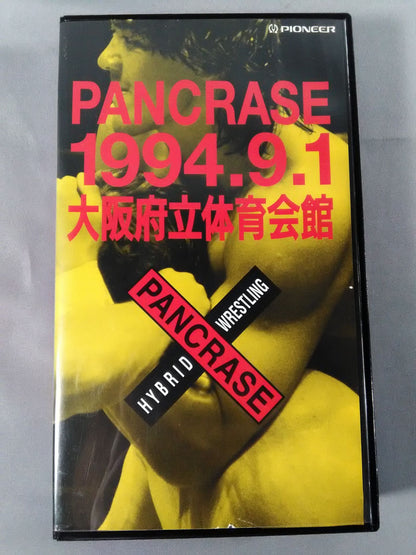 PIONEER
PANCRASE
1994.9.1
大阪府立体育会館
PANCRASE
HYBRID WRESTLING